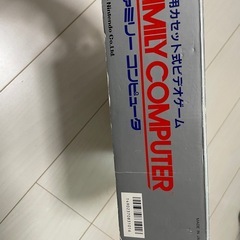 用カセット式ビデオゲーム
MILY COMPUTER
ァミリー コンピュータ
Nintendo Co., Ltd.